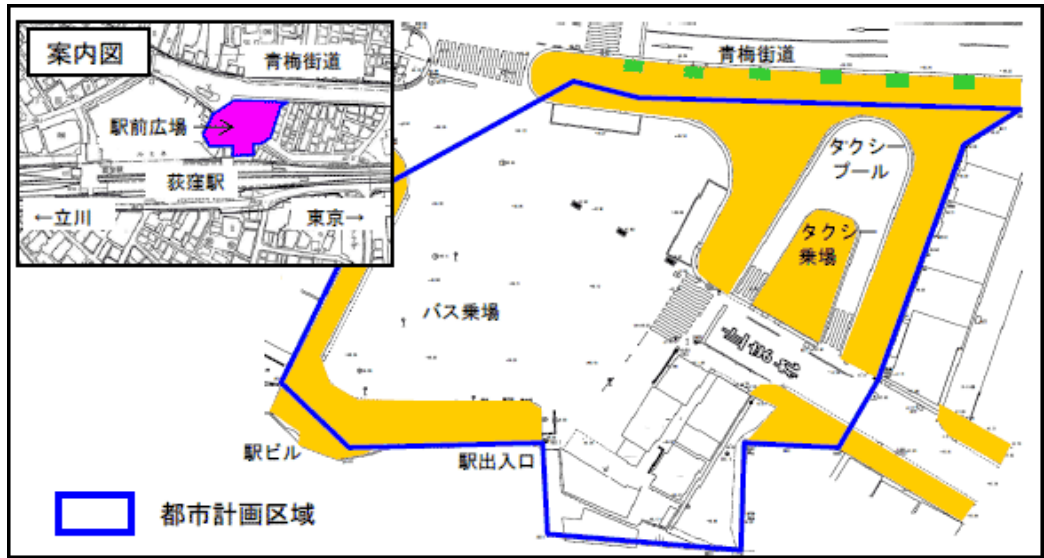 案内図
青梅街道
駅前広場
荻窪駅
←立川
東京→
青梅街道
タクシー
プール
タクシー
乗場
バス乗場
駅ビル
駅出入口
都市計画区域